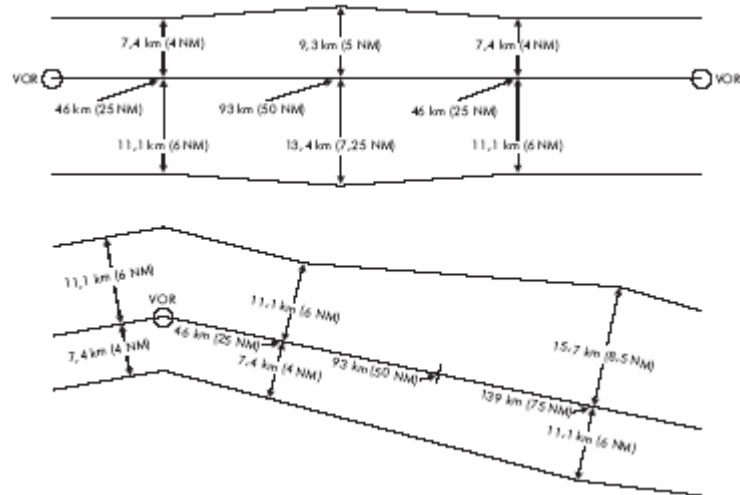 7,4 km (4 NM)
9,3 km (5 NM)
7,4 km (4 NM)
VOR
VOR
46 km (25 NM)
93 km (50 NM)
46 km (25 NM)
11,1 km (6 NM)
13,4 km (7,25 NM)
11,1 km (6 NM)
11,1 km (6 NM)
VOR
11,1 km (6 NM)
7,4 km (4 NM)
46 km (25 NM)
7,4 km (4 NM)
93 km (50 NM)
15,7 km (8,5 NM)
139 km (75 NM)
11,1 km (6 NM)